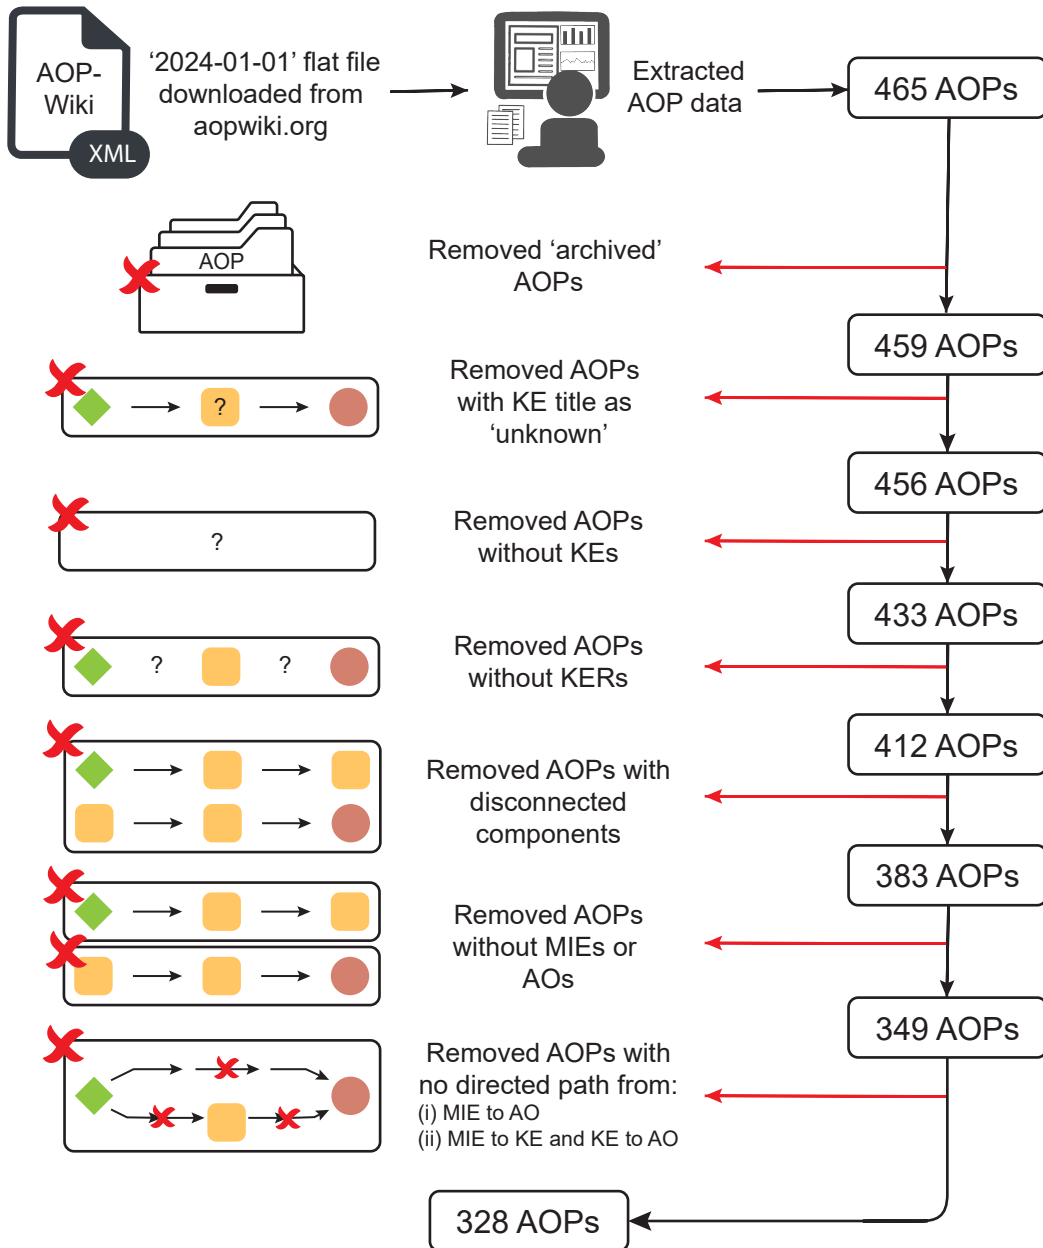 AOP-
Wiki
XML
‘2024-01-01’ flat file
downloaded from
aopwiki.org
Extracted
AOP data
465 AOPs
AOP
Removed ‘archived’
AOPs
459 AOPs
?
Removed AOPs
with KE title as
‘unknown’
456 AOPs
?
Removed AOPs
without KEs
433 AOPs
? ?
Removed AOPs
without KERs
412 AOPs
Removed AOPs with
disconnected
components
383 AOPs
Removed AOPs
without MIEs or
AOs
349 AOPs
Removed AOPs with
no directed path from:
(i) MIE to AO
(ii) MIE to KE and KE to AO
328 AOPs